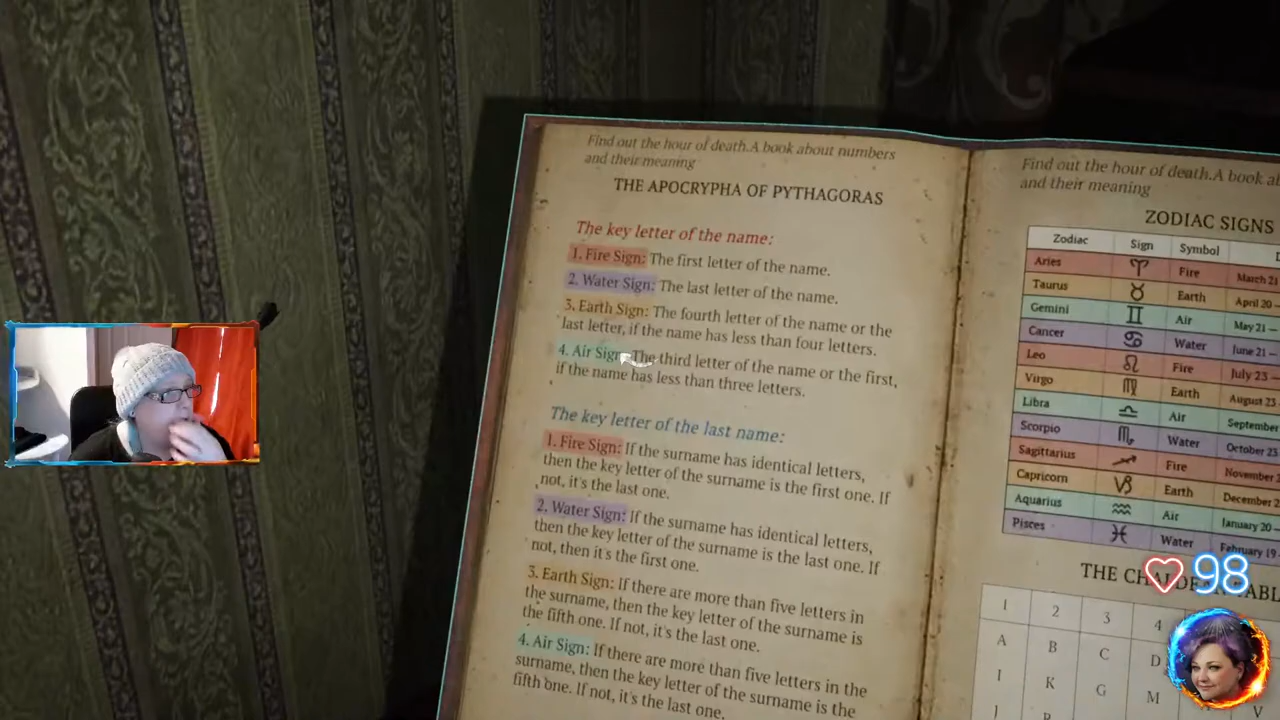 Find out the hour of death.A book about numbers
and their meaning
THE APOCRYPHA OF PYTHAGORAS
The key letter of the name:
1. Fire Sign: The first letter of the name.
2. Water Sign: The last letter of the name.
3. Earth Sign: The fourth letter of the name or the
last letter, if the name has less than four letters.
4. Air Sign: The third letter of the name or the first,
if the name has less than three letters.
The key letter of the last name:
1. Fire Sign: If the surname has identical letters,
then the key letter of the surname is the first one. If
not, it's the last one.
2. Water Sign: If the surname has identical letters,
then the key letter of the surname is the last one. If
not, then it's the first one.
3. Earth Sign: If there are more than five letters in
the surname, then the key letter of the surname is
the fifth one. If not, it's the last one.
4. Air Sign: If there are more than five letters in the
surname, then the key letter of the surname is the
fifth one. If not, it's the last one.
Find out the hour of death.A book
and their meaning
ZODIAC SIGNS
Zodiac Sign Symbol
Aries ♈ Fire March 21
Taurus ♉ Earth April 20
Gemini ♊ Air May 21 –
Cancer ♋ Water June 21 –
Leo ♌ Fire July 23 –
Virgo ♍ Earth August 23
Libra ♎ Air September
Scorpio ♏ Water October 23
Sagittarius ♐ Fire November
Capricorn ♑ Earth December 2
Aquarius ♒ Air January 20 –
Pisces ♓ Water February 19
98
THE CHALDEAN
1 2 3 4
A B C D
I K G M V
J R